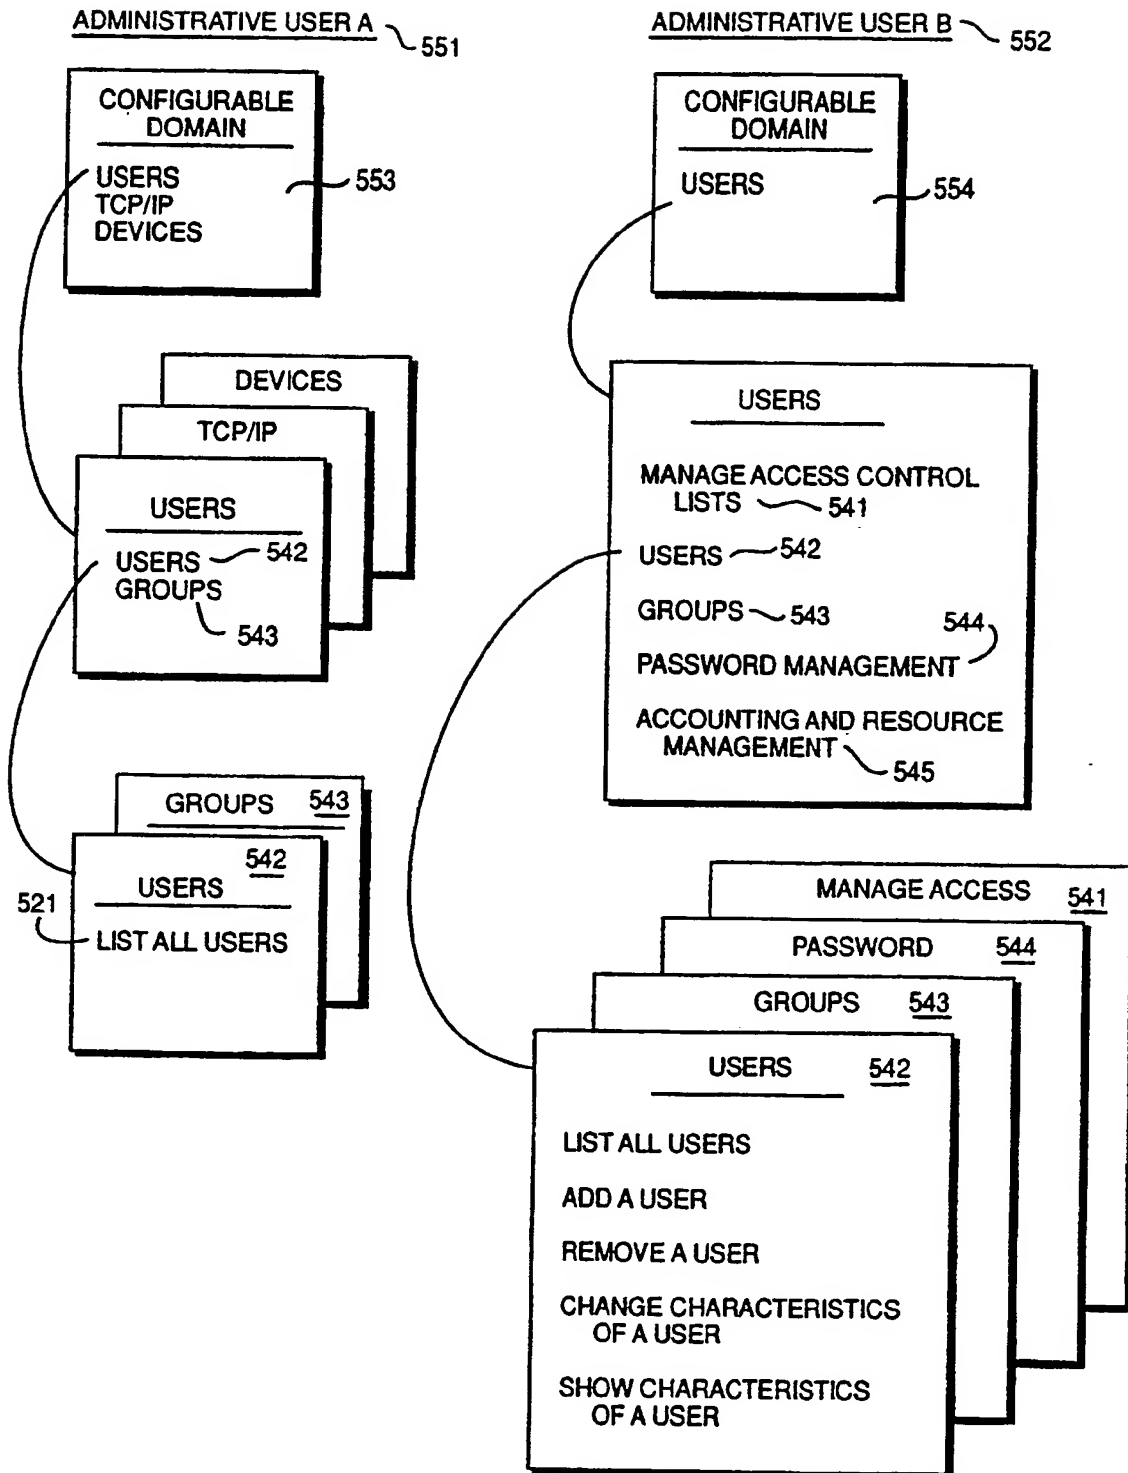 ADMINISTRATIVE USER A
551
CONFIGURABLE
DOMAIN
USERS
TCP/IP
DEVICES
553
DEVICES
TCP/IP
USERS
USERS
542
GROUPS
543
GROUPS
543
542
USERS
521
LIST ALL USERS
ADMINISTRATIVE USER B
552
CONFIGURABLE
DOMAIN
USERS
554
USERS
MANAGE ACCESS CONTROL
LISTS
541
USERS
542
GROUPS
543
544
PASSWORD MANAGEMENT
ACCOUNTING AND RESOURCE
MANAGEMENT
545
MANAGE ACCESS
541
PASSWORD
544
GROUPS
543
USERS
542
LIST ALL USERS
ADD A USER
REMOVE A USER
CHANGE CHARACTERISTICS
OF A USER
SHOW CHARACTERISTICS
OF A USER